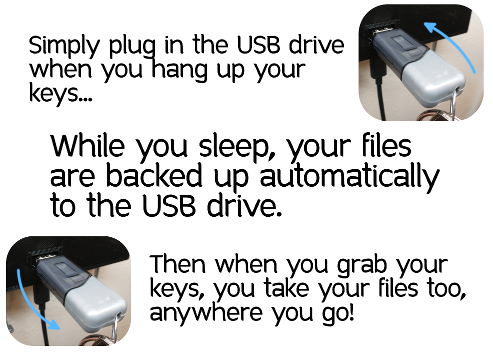 Simply plug in the USB drive
when you hang up your
keys...
While you sleep, your files
are backed up automatically
to the USB drive.
Then when you grab your
keys, you take your files too,
anywhere you go!